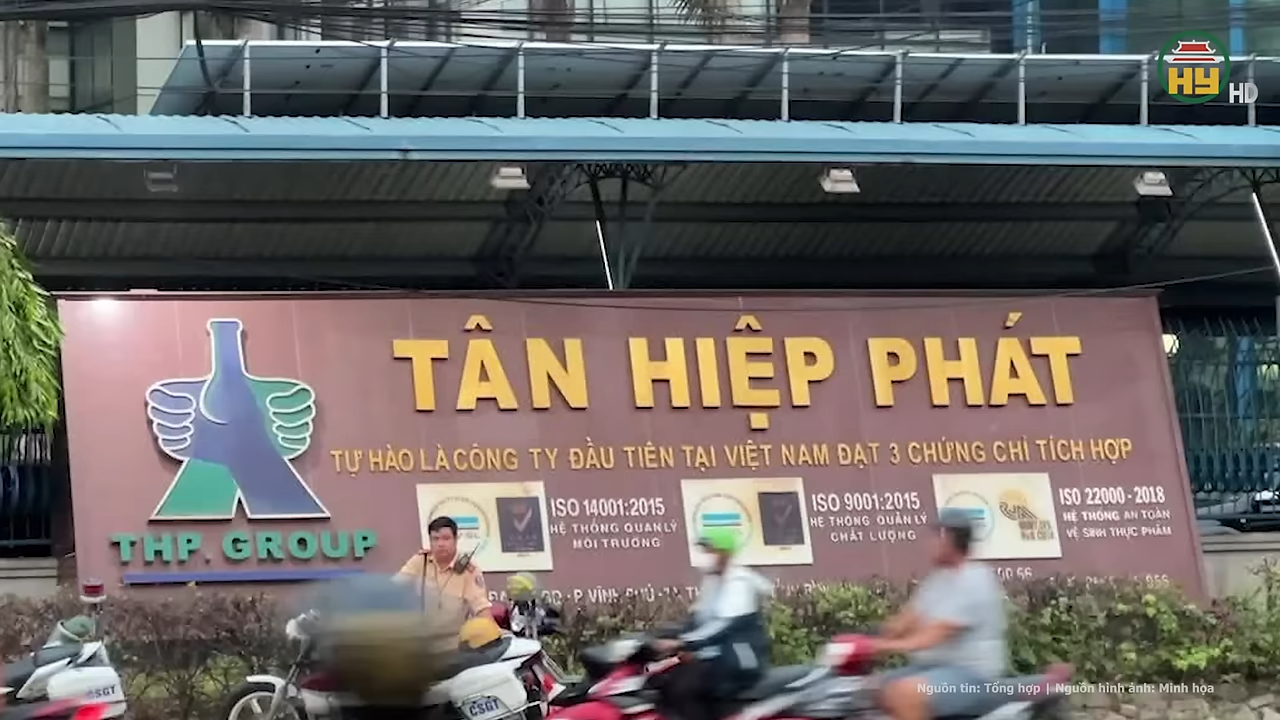 HY HD
TÂN HIỆP PHÁT
TỰ HÀO LÀ CÔNG TY ĐẦU TIÊN TẠI VIỆT NAM ĐẠT 3 CHỨNG CHỈ TÍCH HỢP
THP. GROUP
ISO 14001:2015
HỆ THỐNG QUẢN LÝ
MÔI TRƯỜNG
ISO 9001:2015
HỆ THỐNG QUẢN LÝ
CHẤT LƯỢNG
ISO 22000 - 2018
HỆ THỐNG AN TOÀN
VỆ SINH THỰC PHẨM
P VĨNH PHÚ
CSGT
CSGT
Nguồn tin: Tổng hợp | Nguồn hình ảnh: Minh họa